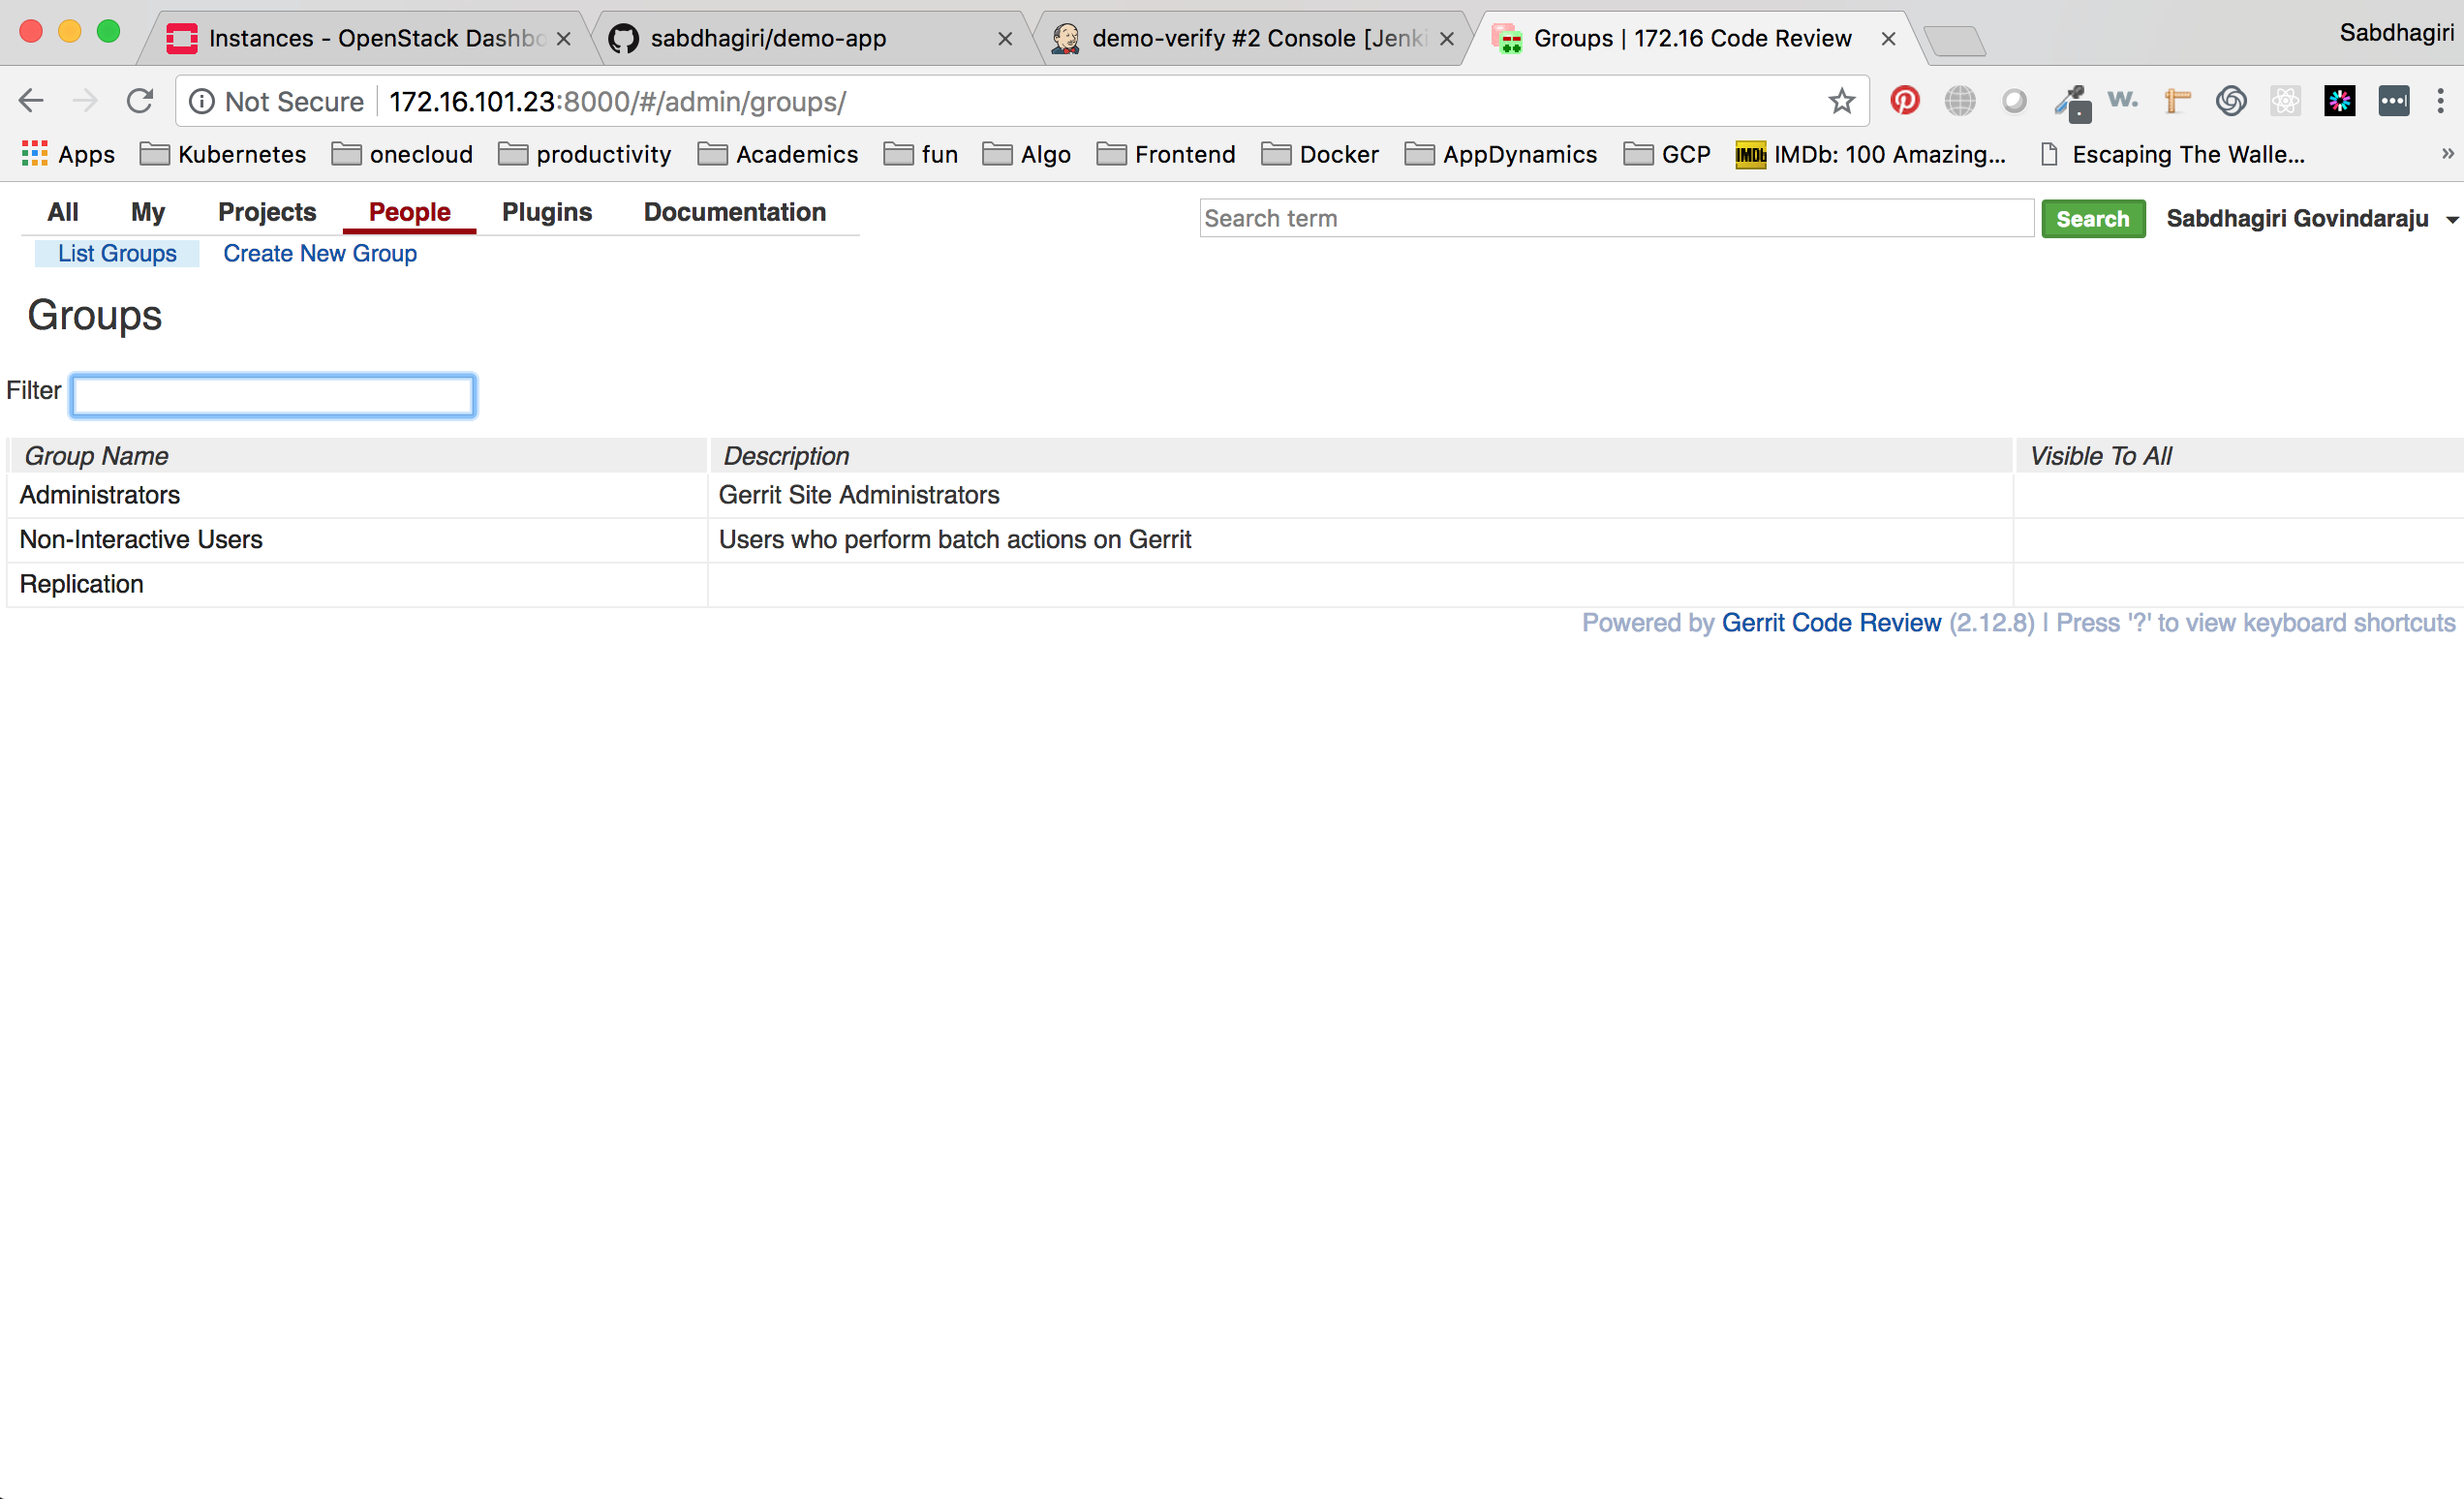 Instances - OpenStack Dashbo
sabdhagiri/demo-app
demo-verify #2 Console [Jenki
Groups | 172.16 Code Review
Sabdhagiri
Not Secure
172.16.101.23:8000/#/admin/groups/
w.
Apps
Kubernetes
onecloud
productivity
Academics
fun
Algo
Frontend
Docker
AppDynamics
GCP
IMDb: 100 Amazing...
Escaping The Walle...
»
All
My
Projects
People
Plugins
Documentation
Search term
Search
Sabdhagiri Govindaraju
List Groups
Create New Group
Groups
Filter
Group Name
Description
Visible To All
Administrators
Gerrit Site Administrators
Non-Interactive Users
Users who perform batch actions on Gerrit
Replication
Powered by Gerrit Code Review (2.12.8) | Press '?' to view keyboard shortcuts